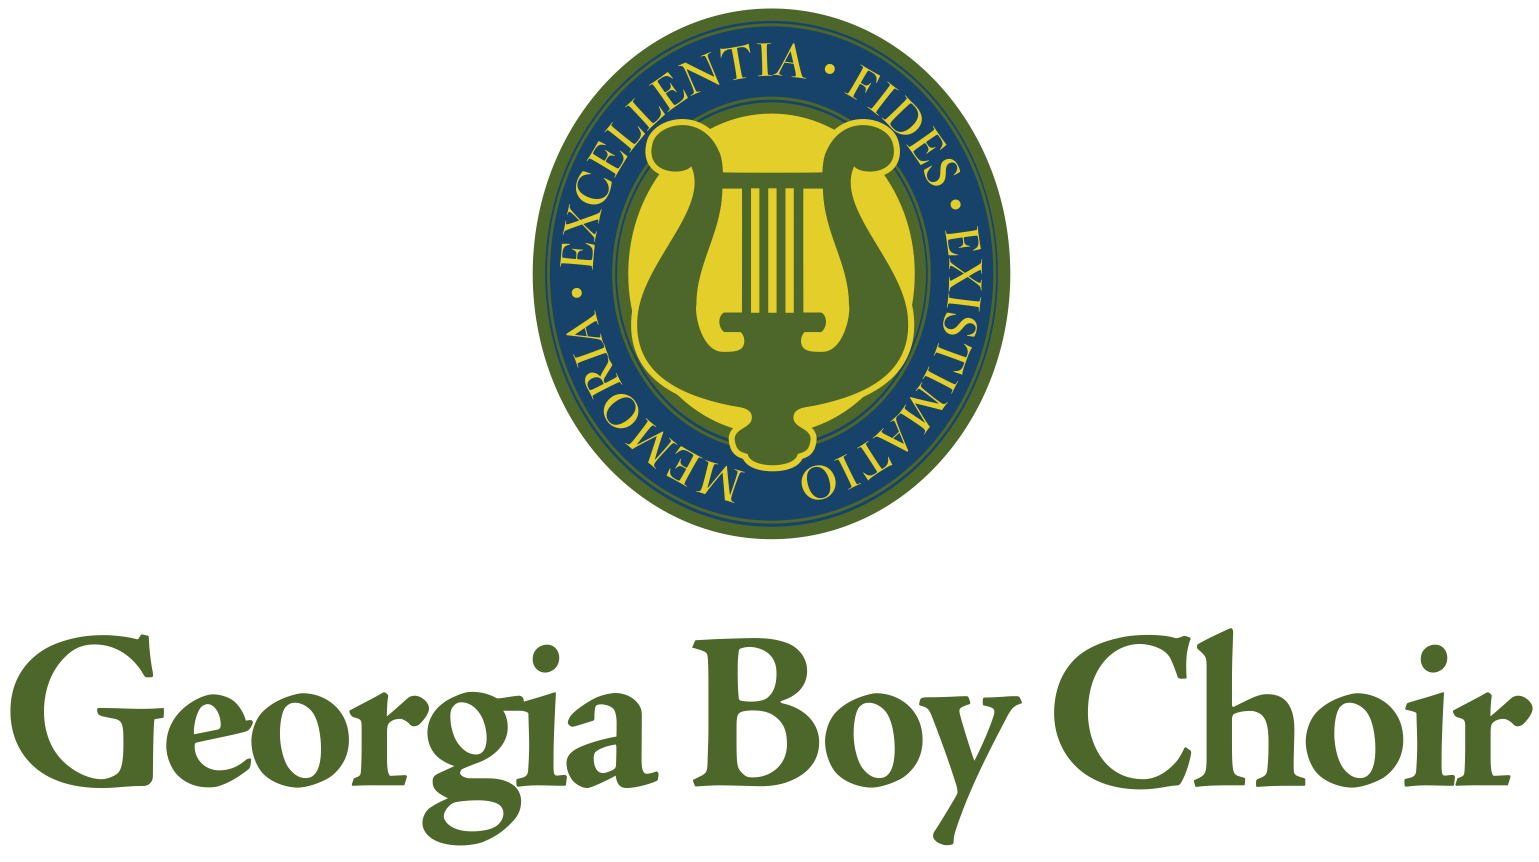 MEMORIA • EXCELLENTIA • FIDES • EXISTIMATIO
Georgia Boy Choir